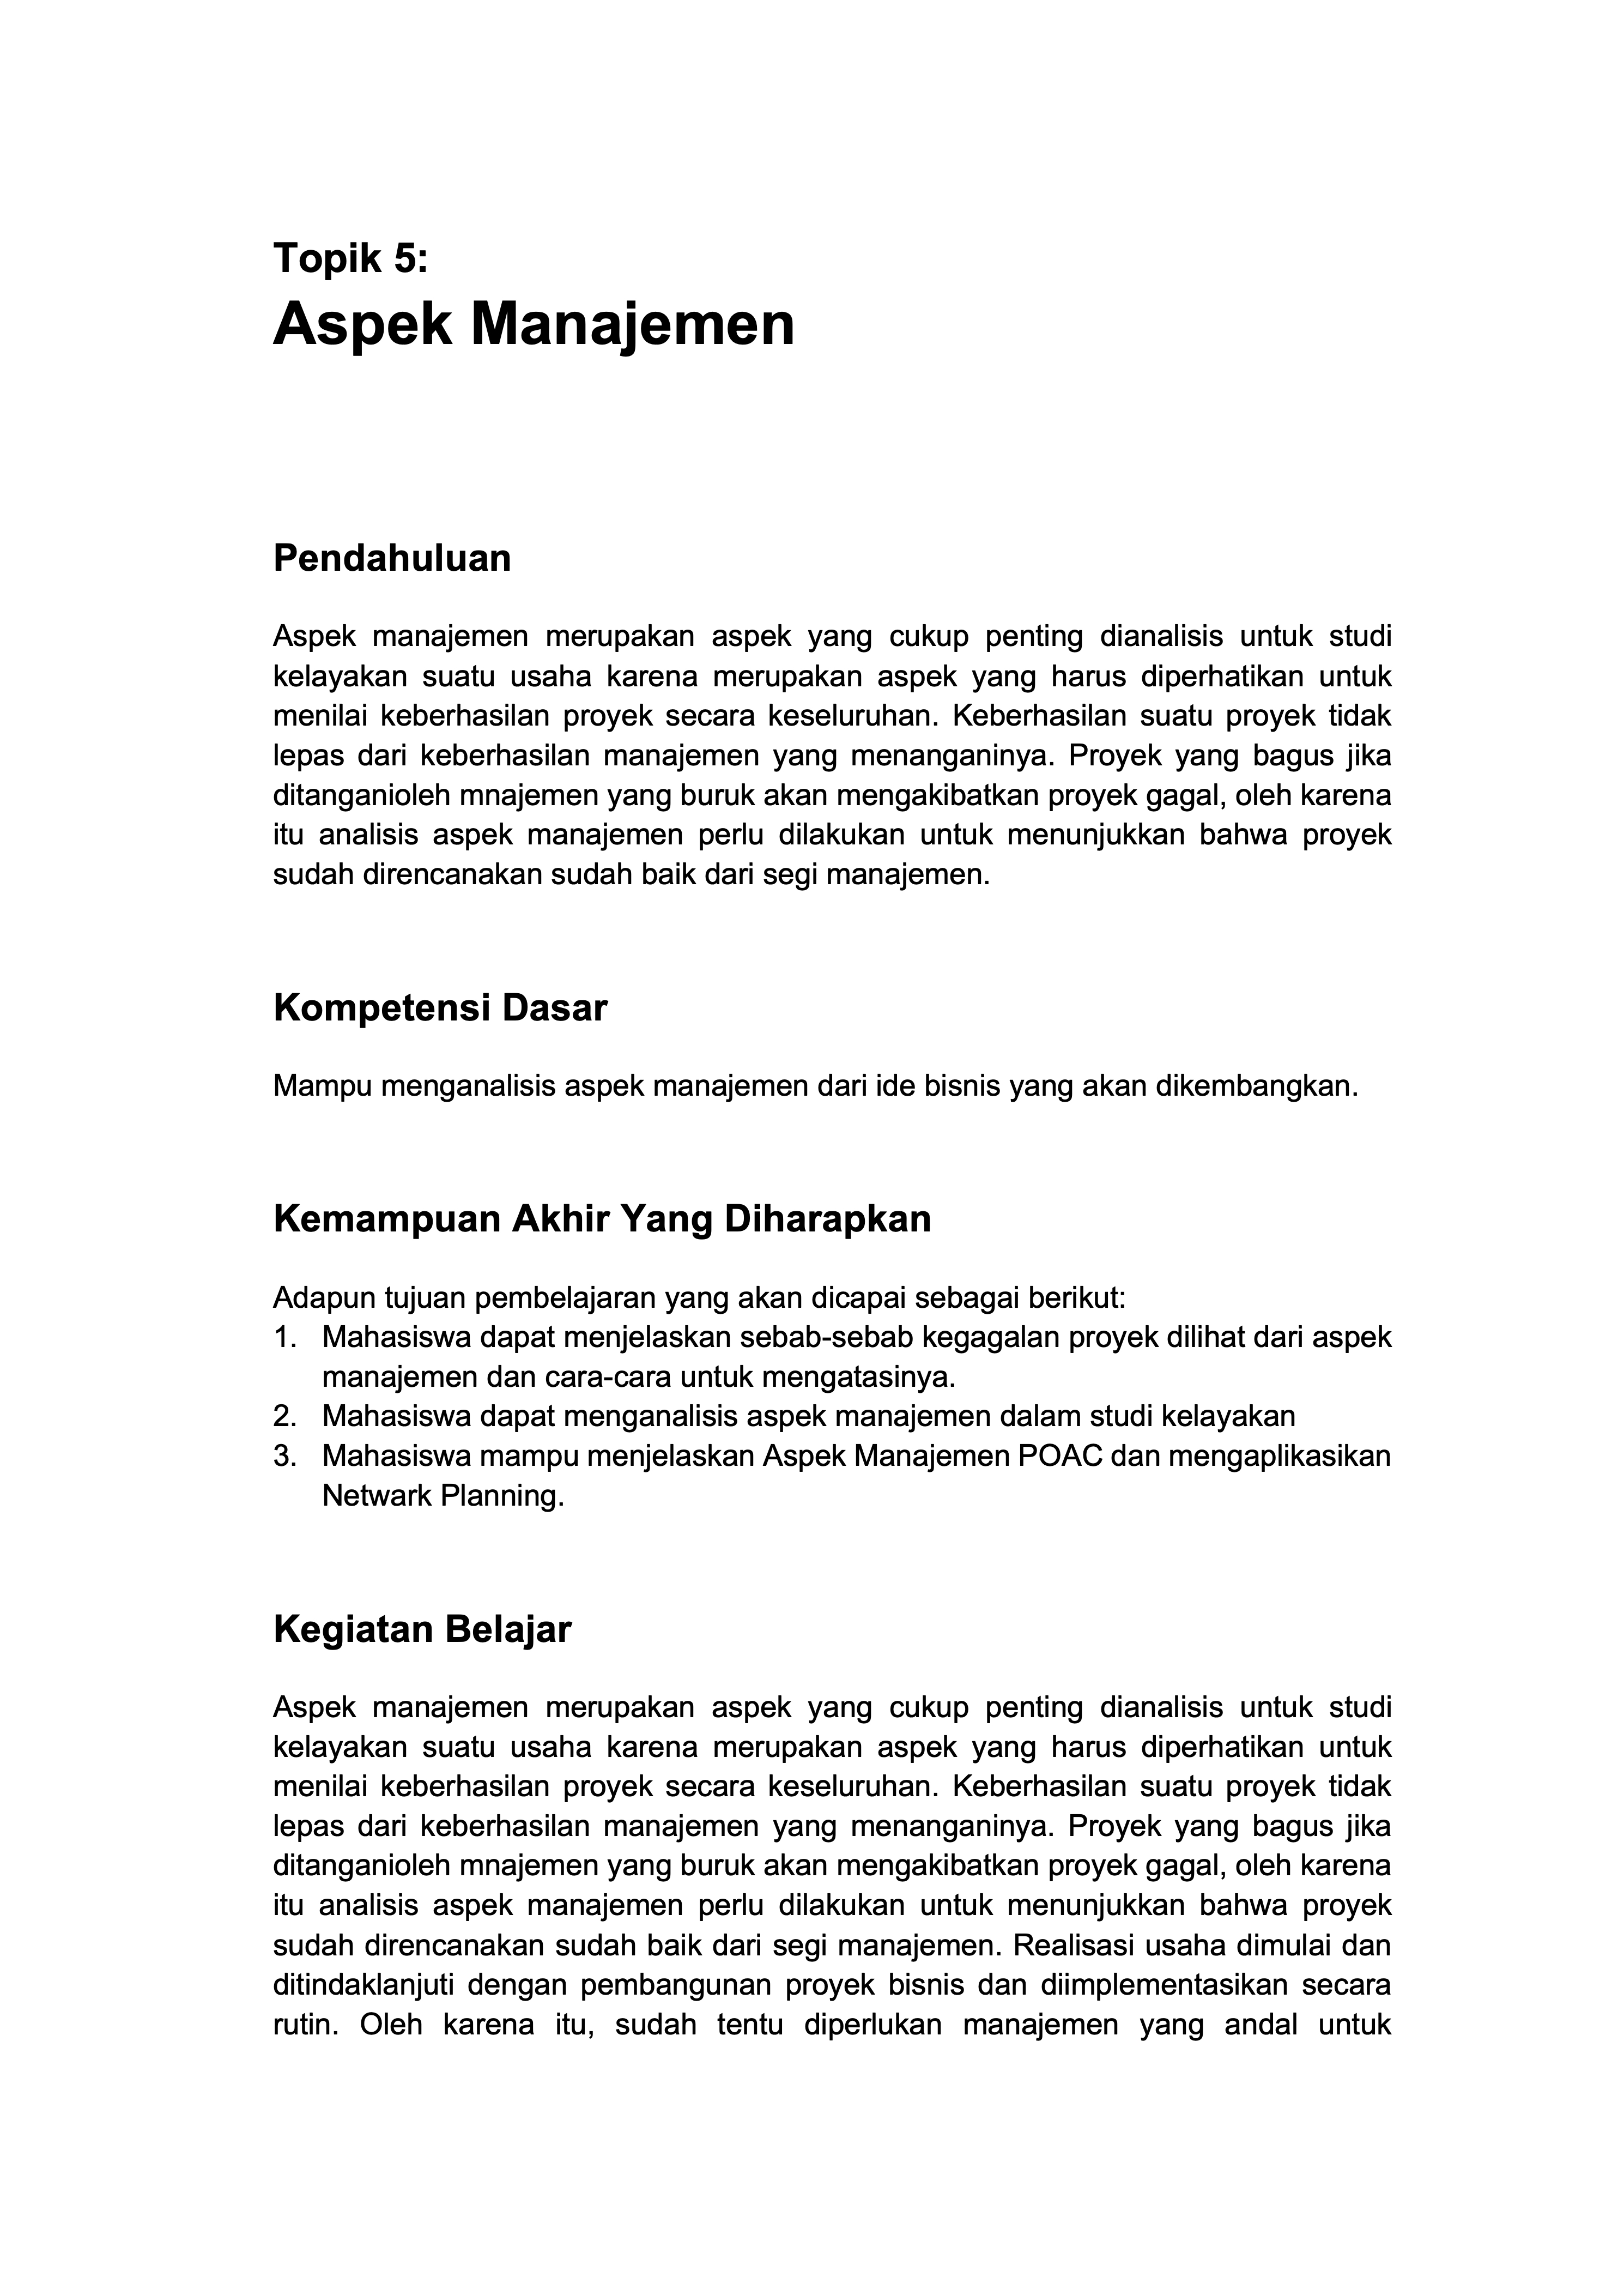 Topik 5:
Aspek Manajemen
Pendahuluan
Aspek manajemen merupakan aspek yang cukup penting dianalisis untuk studi
kelayakan suatu usaha karena merupakan aspek yang harus diperhatikan untuk
menilai keberhasilan proyek secara keseluruhan. Keberhasilan suatu proyek tidak
lepas dari keberhasilan manajemen yang menanganinya. Proyek yang bagus jika
ditanganioleh mnajemen yang buruk akan mengakibatkan proyek gagal, oleh karena
itu analisis aspek manajemen perlu dilakukan untuk menunjukkan bahwa proyek
sudah direncanakan sudah baik dari segi manajemen.
Kompetensi Dasar
Mampu menganalisis aspek manajemen dari ide bisnis yang akan dikembangkan.
Kemampuan Akhir Yang Diharapkan
Adapun tujuan pembelajaran yang akan dicapai sebagai berikut:
1. Mahasiswa dapat menjelaskan sebab-sebab kegagalan proyek dilihat dari aspek
manajemen dan cara-cara untuk mengatasinya.
2. Mahasiswa dapat menganalisis aspek manajemen dalam studi kelayakan
3. Mahasiswa mampu menjelaskan Aspek Manajemen POAC dan mengaplikasikan
Netwark Planning.
Kegiatan Belajar
Aspek manajemen merupakan aspek yang cukup penting dianalisis untuk studi
kelayakan suatu usaha karena merupakan aspek yang harus diperhatikan untuk
menilai keberhasilan proyek secara keseluruhan. Keberhasilan suatu proyek tidak
lepas dari keberhasilan manajemen yang menanganinya. Proyek yang bagus jika
ditanganioleh mnajemen yang buruk akan mengakibatkan proyek gagal, oleh karena
itu analisis aspek manajemen perlu dilakukan untuk menunjukkan bahwa proyek
sudah direncanakan sudah baik dari segi manajemen. Realisasi usaha dimulai dan
ditindaklanjuti dengan pembangunan proyek bisnis dan diimplementasikan secara
rutin. Oleh karena itu, sudah tentu diperlukan manajemen yang andal untuk